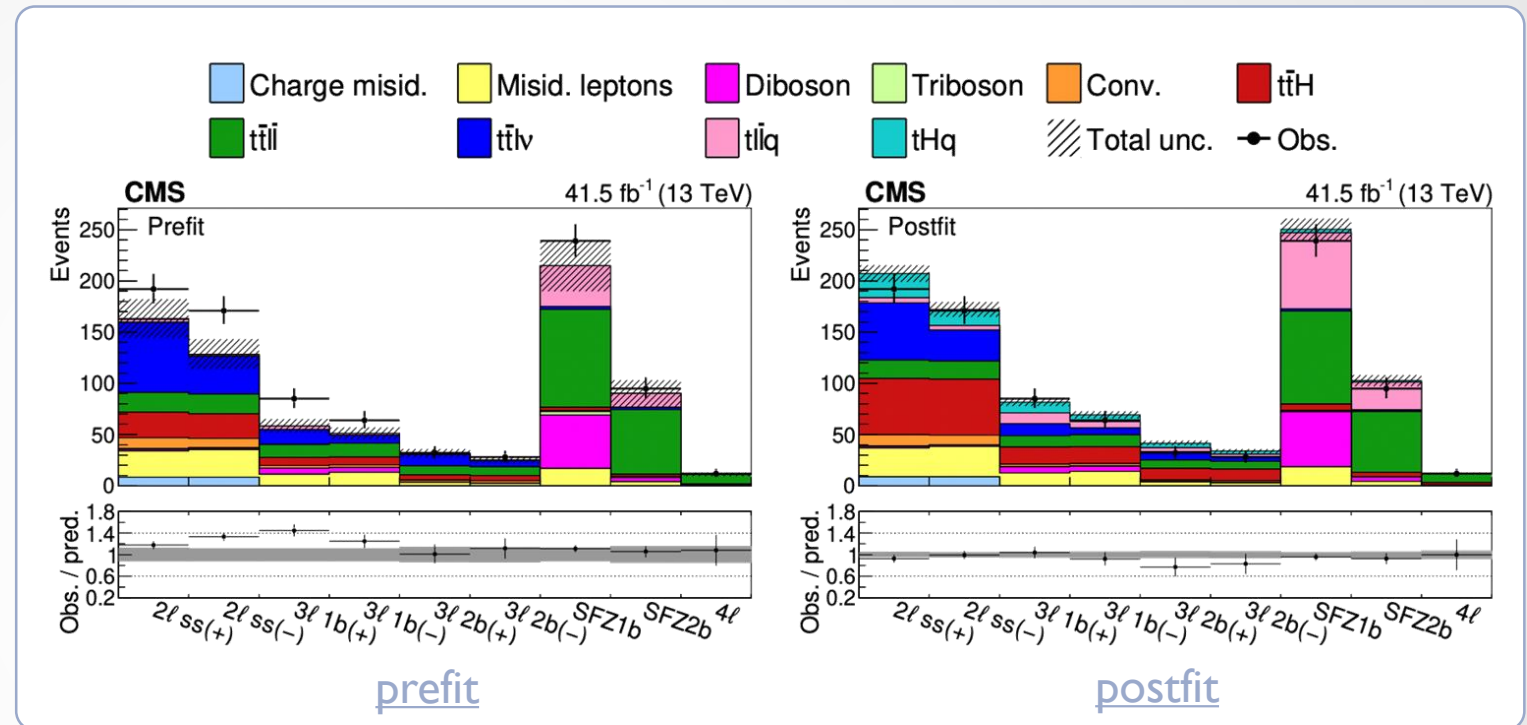 Charge misid. Misid. leptons Diboson Triboson Conv. tt̄H
tt̄ll̄ tt̄lν tll̄q tHq Total unc. Obs.
CMS 41.5 fb⁻¹ (13 TeV)
Prefit
Events
250
200
150
100
50
0
Obs. / pred.
1.8
1.4
1
0.6
0.2
2ℓ ss(+) 2ℓ ss(−) 3ℓ 1b(+) 3ℓ 1b(−) 3ℓ 2b(+) 3ℓ 2b(−) SFZ1b SFZ2b 4ℓ
prefit
CMS 41.5 fb⁻¹ (13 TeV)
Postfit
Events
250
200
150
100
50
0
Obs. / pred.
1.8
1.4
1
0.6
0.2
2ℓ ss(+) 2ℓ ss(−) 3ℓ 1b(+) 3ℓ 1b(−) 3ℓ 2b(+) 3ℓ 2b(−) SFZ1b SFZ2b 4ℓ
postfit